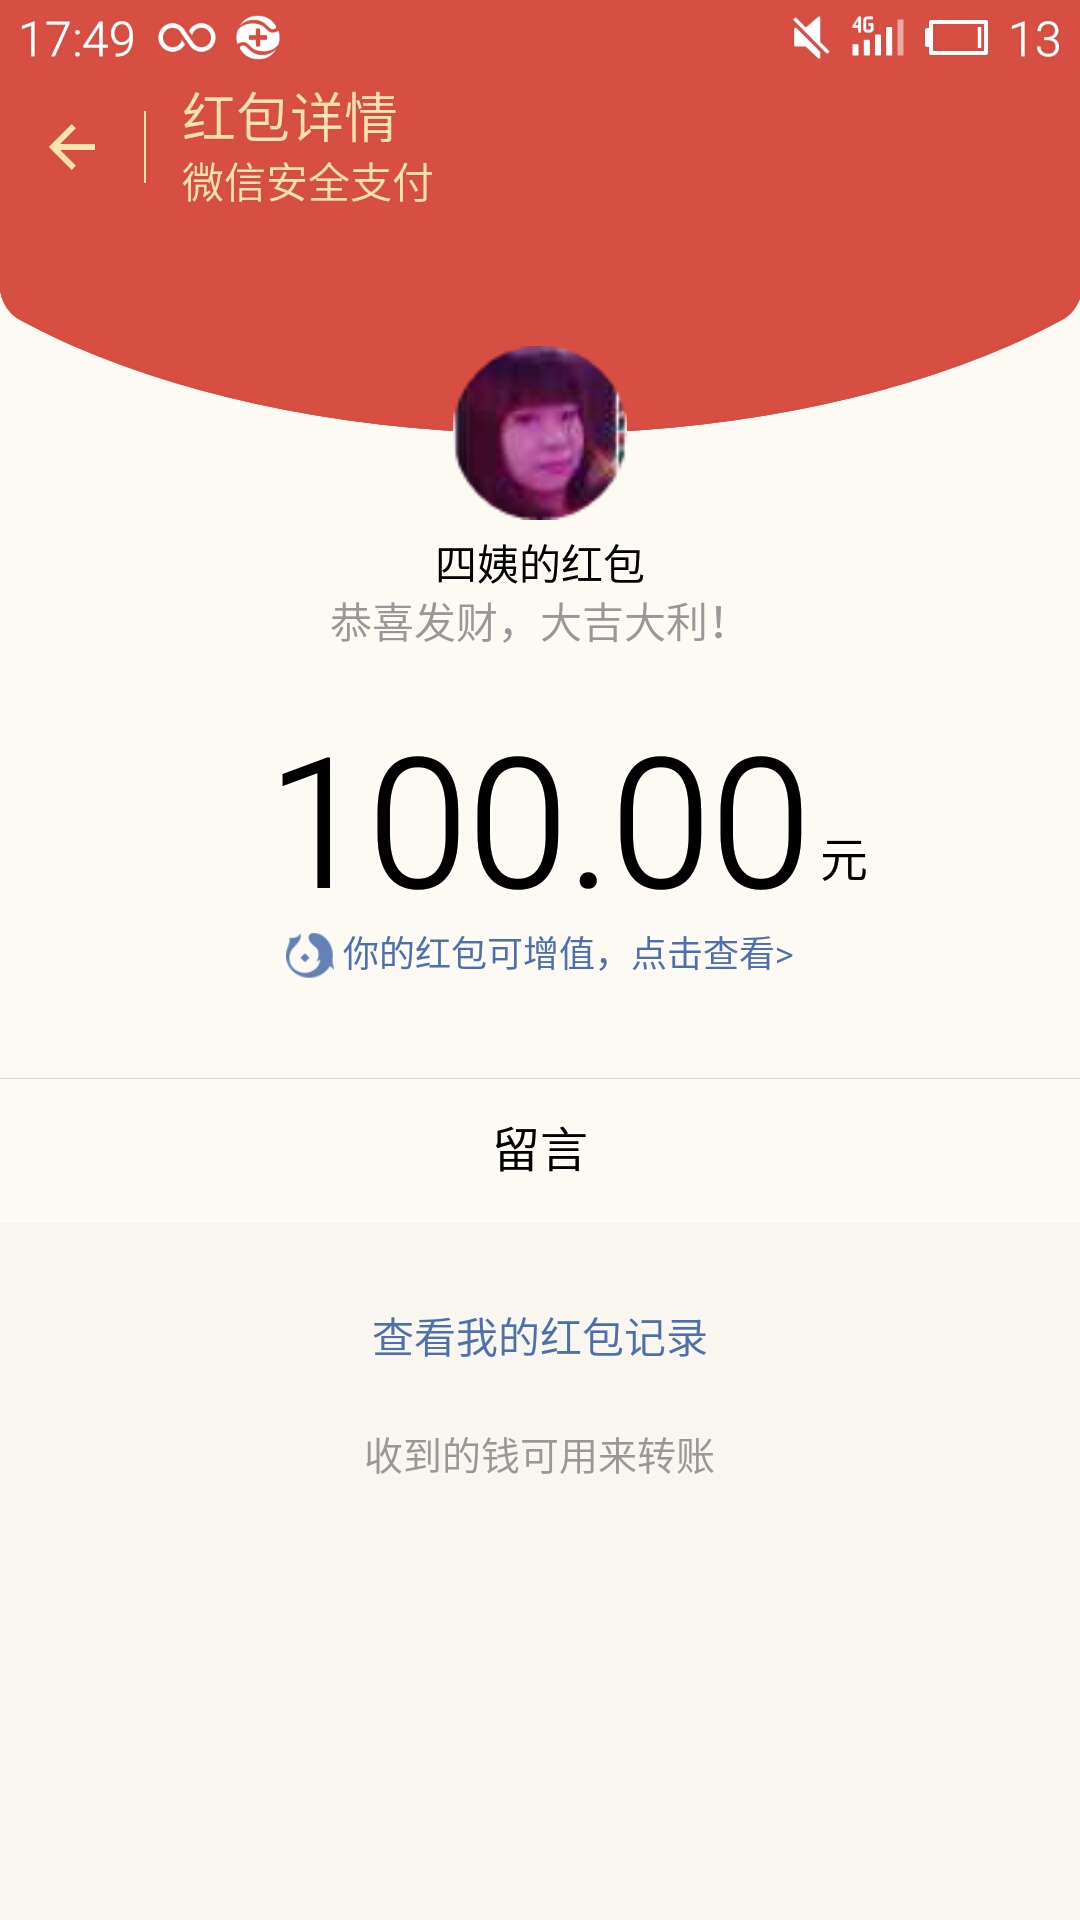 17:49 4G 13
红包详情
微信安全支付
四姨的红包
恭喜发财，大吉大利！
100.00元
你的红包可增值，点击查看>
留言
查看我的红包记录
收到的钱可用来转账